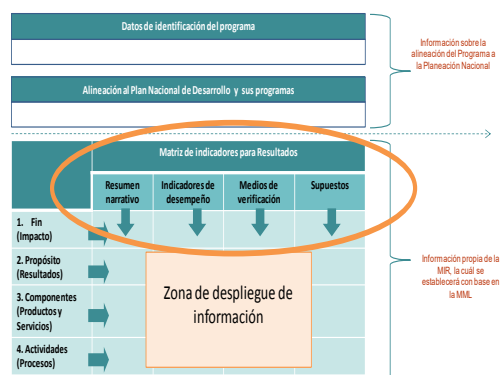 Datos de identificación del programa
Información sobre la
alineación del Programa a
la Planeación Nacional
Alineación al Plan Nacional de Desarrollo y sus programas
Matriz de indicadores para Resultados
Resumen
narrativo
Indicadores de
desempeño
Medios de
verificación
Supuestos
1. Fin
(Impacto)
2. Propósito
(Resultados)
3. Componentes
(Productos y
Servicios)
4. Actividades
(Procesos)
Zona de despliegue de
información
Información propia de la
MIR, la cuál se
establecerá con base en
la MML